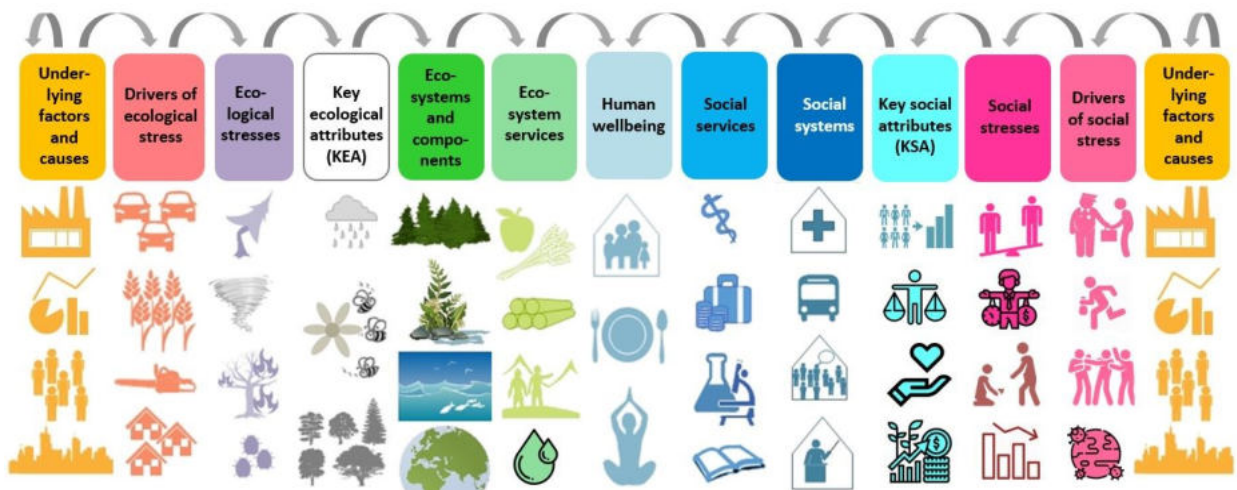 Under-
lying
factors
and
causes
Drivers of
ecological
stress
Eco-
logical
stresses
Key
ecological
attributes
(KEA)
Eco-
systems
and
compo-
nents
Eco-
system
services
Human
wellbeing
Social
services
Social
systems
Key social
attributes
(KSA)
Social
stresses
Drivers
of social
stress
Under-
lying
factors
and
causes